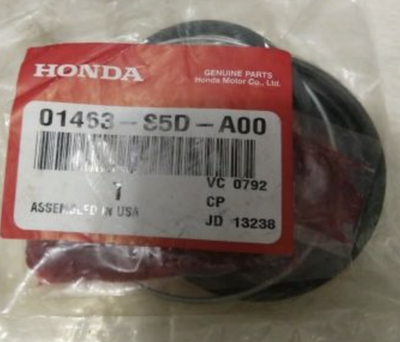 HONDA
GENUINE PARTS
Honda Motor Co., Ltd.
01463-S5D-A00
1
VC 0792
ASSEMBLED IN USA
CP
JD 13238